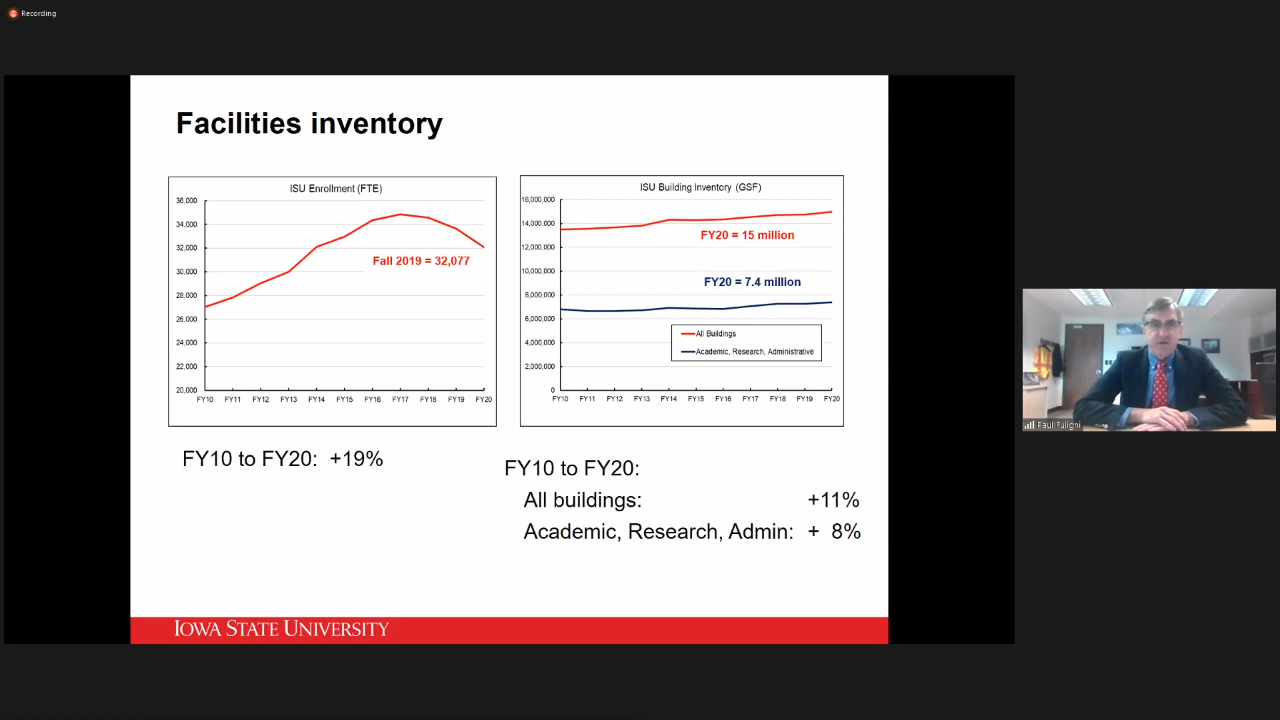 Recording
Facilities inventory
ISU Enrollment (FTE)
36,000
34,000
32,000
30,000
28,000
26,000
24,000
22,000
20,000
Fall 2019 = 32,077
FY10 FY11 FY12 FY13 FY14 FY15 FY16 FY17 FY18 FY19 FY20
FY10 to FY20: +19%
ISU Building Inventory (GSF)
16,000,000
14,000,000
12,000,000
10,000,000
8,000,000
6,000,000
4,000,000
2,000,000
0
FY20 = 15 million
FY20 = 7.4 million
All Buildings
Academic, Research, Administrative
FY10 FY11 FY12 FY13 FY14 FY15 FY16 FY17 FY18 FY19 FY20
FY10 to FY20:
All buildings: +11%
Academic, Research, Admin: + 8%
IOWA STATE UNIVERSITY
Paul Fuligni